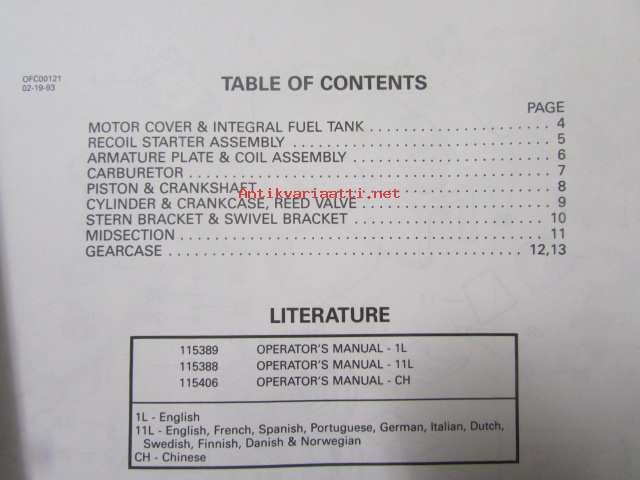 OFC00121
02-19-93
TABLE OF CONTENTS
PAGE
MOTOR COVER & INTEGRAL FUEL TANK . . . . . . . . . . . . . . . . . . . . . . 4
RECOIL STARTER ASSEMBLY . . . . . . . . . . . . . . . . . . . . . . . . . . . . . 5
ARMATURE PLATE & COIL ASSEMBLY . . . . . . . . . . . . . . . . . . . . . . . 6
CARBURETOR . . . . . . . . . . . . . . . . . . . . . . . . . . . . . . . . . . . . . . . 7
PISTON & CRANKSHAFT . . . . . . . . . . . . . . . . . . . . . . . . . . . . . . . . 8
Antikvariaatti.net
CYLINDER & CRANKCASE, REED VALVE . . . . . . . . . . . . . . . . . . . . . 9
STERN BRACKET & SWIVEL BRACKET . . . . . . . . . . . . . . . . . . . . . . 10
MIDSECTION . . . . . . . . . . . . . . . . . . . . . . . . . . . . . . . . . . . . . . . 11
GEARCASE . . . . . . . . . . . . . . . . . . . . . . . . . . . . . . . . . . . . . . . 12,13
LITERATURE
115389 OPERATOR'S MANUAL - 1L
115388 OPERATOR'S MANUAL - 11L
115406 OPERATOR'S MANUAL - CH
1L - English
11L - English, French, Spanish, Portuguese, German, Italian, Dutch,
Swedish, Finnish, Danish & Norwegian
CH - Chinese